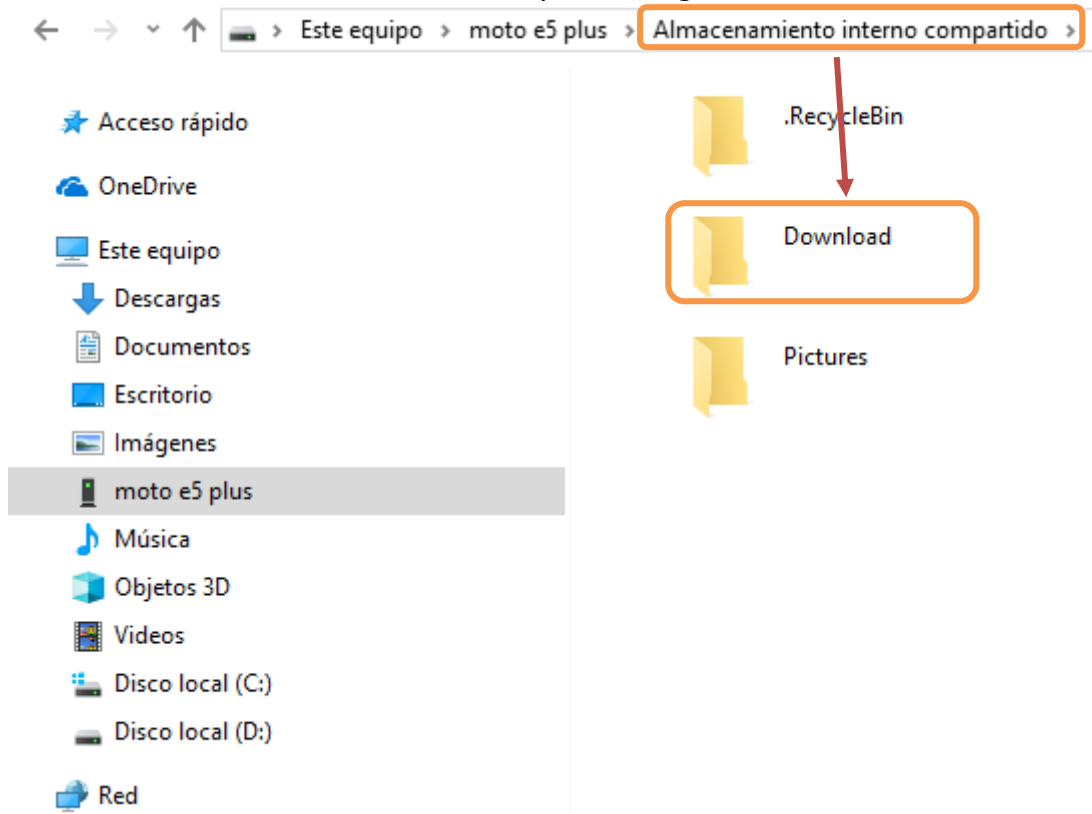 Este equipo > moto e5 plus > Almacenamiento interno compartido >
Acceso rápido
OneDrive
Este equipo
Descargas
Documentos
Escritorio
Imágenes
moto e5 plus
Música
Objetos 3D
Videos
Disco local (C:)
Disco local (D:)
Red
.RecycleBin
Download
Pictures